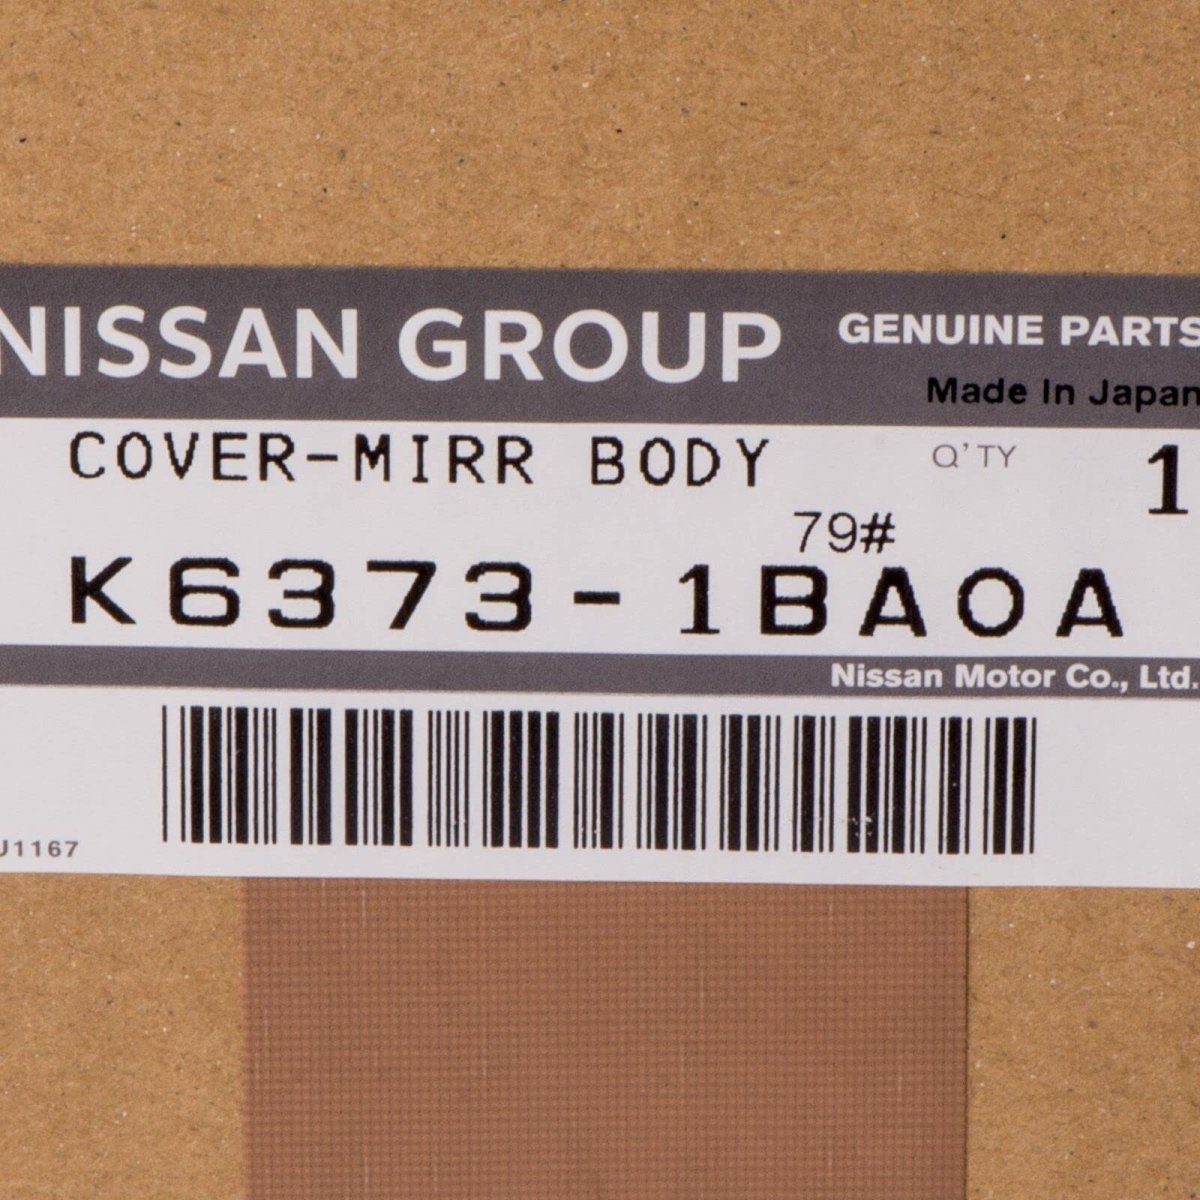 NISSAN GROUP
GENUINE PARTS
Made In Japan
COVER-MIRR BODY
Q'TY 1
79#
K6373-1BA0A
Nissan Motor Co., Ltd.
J1167